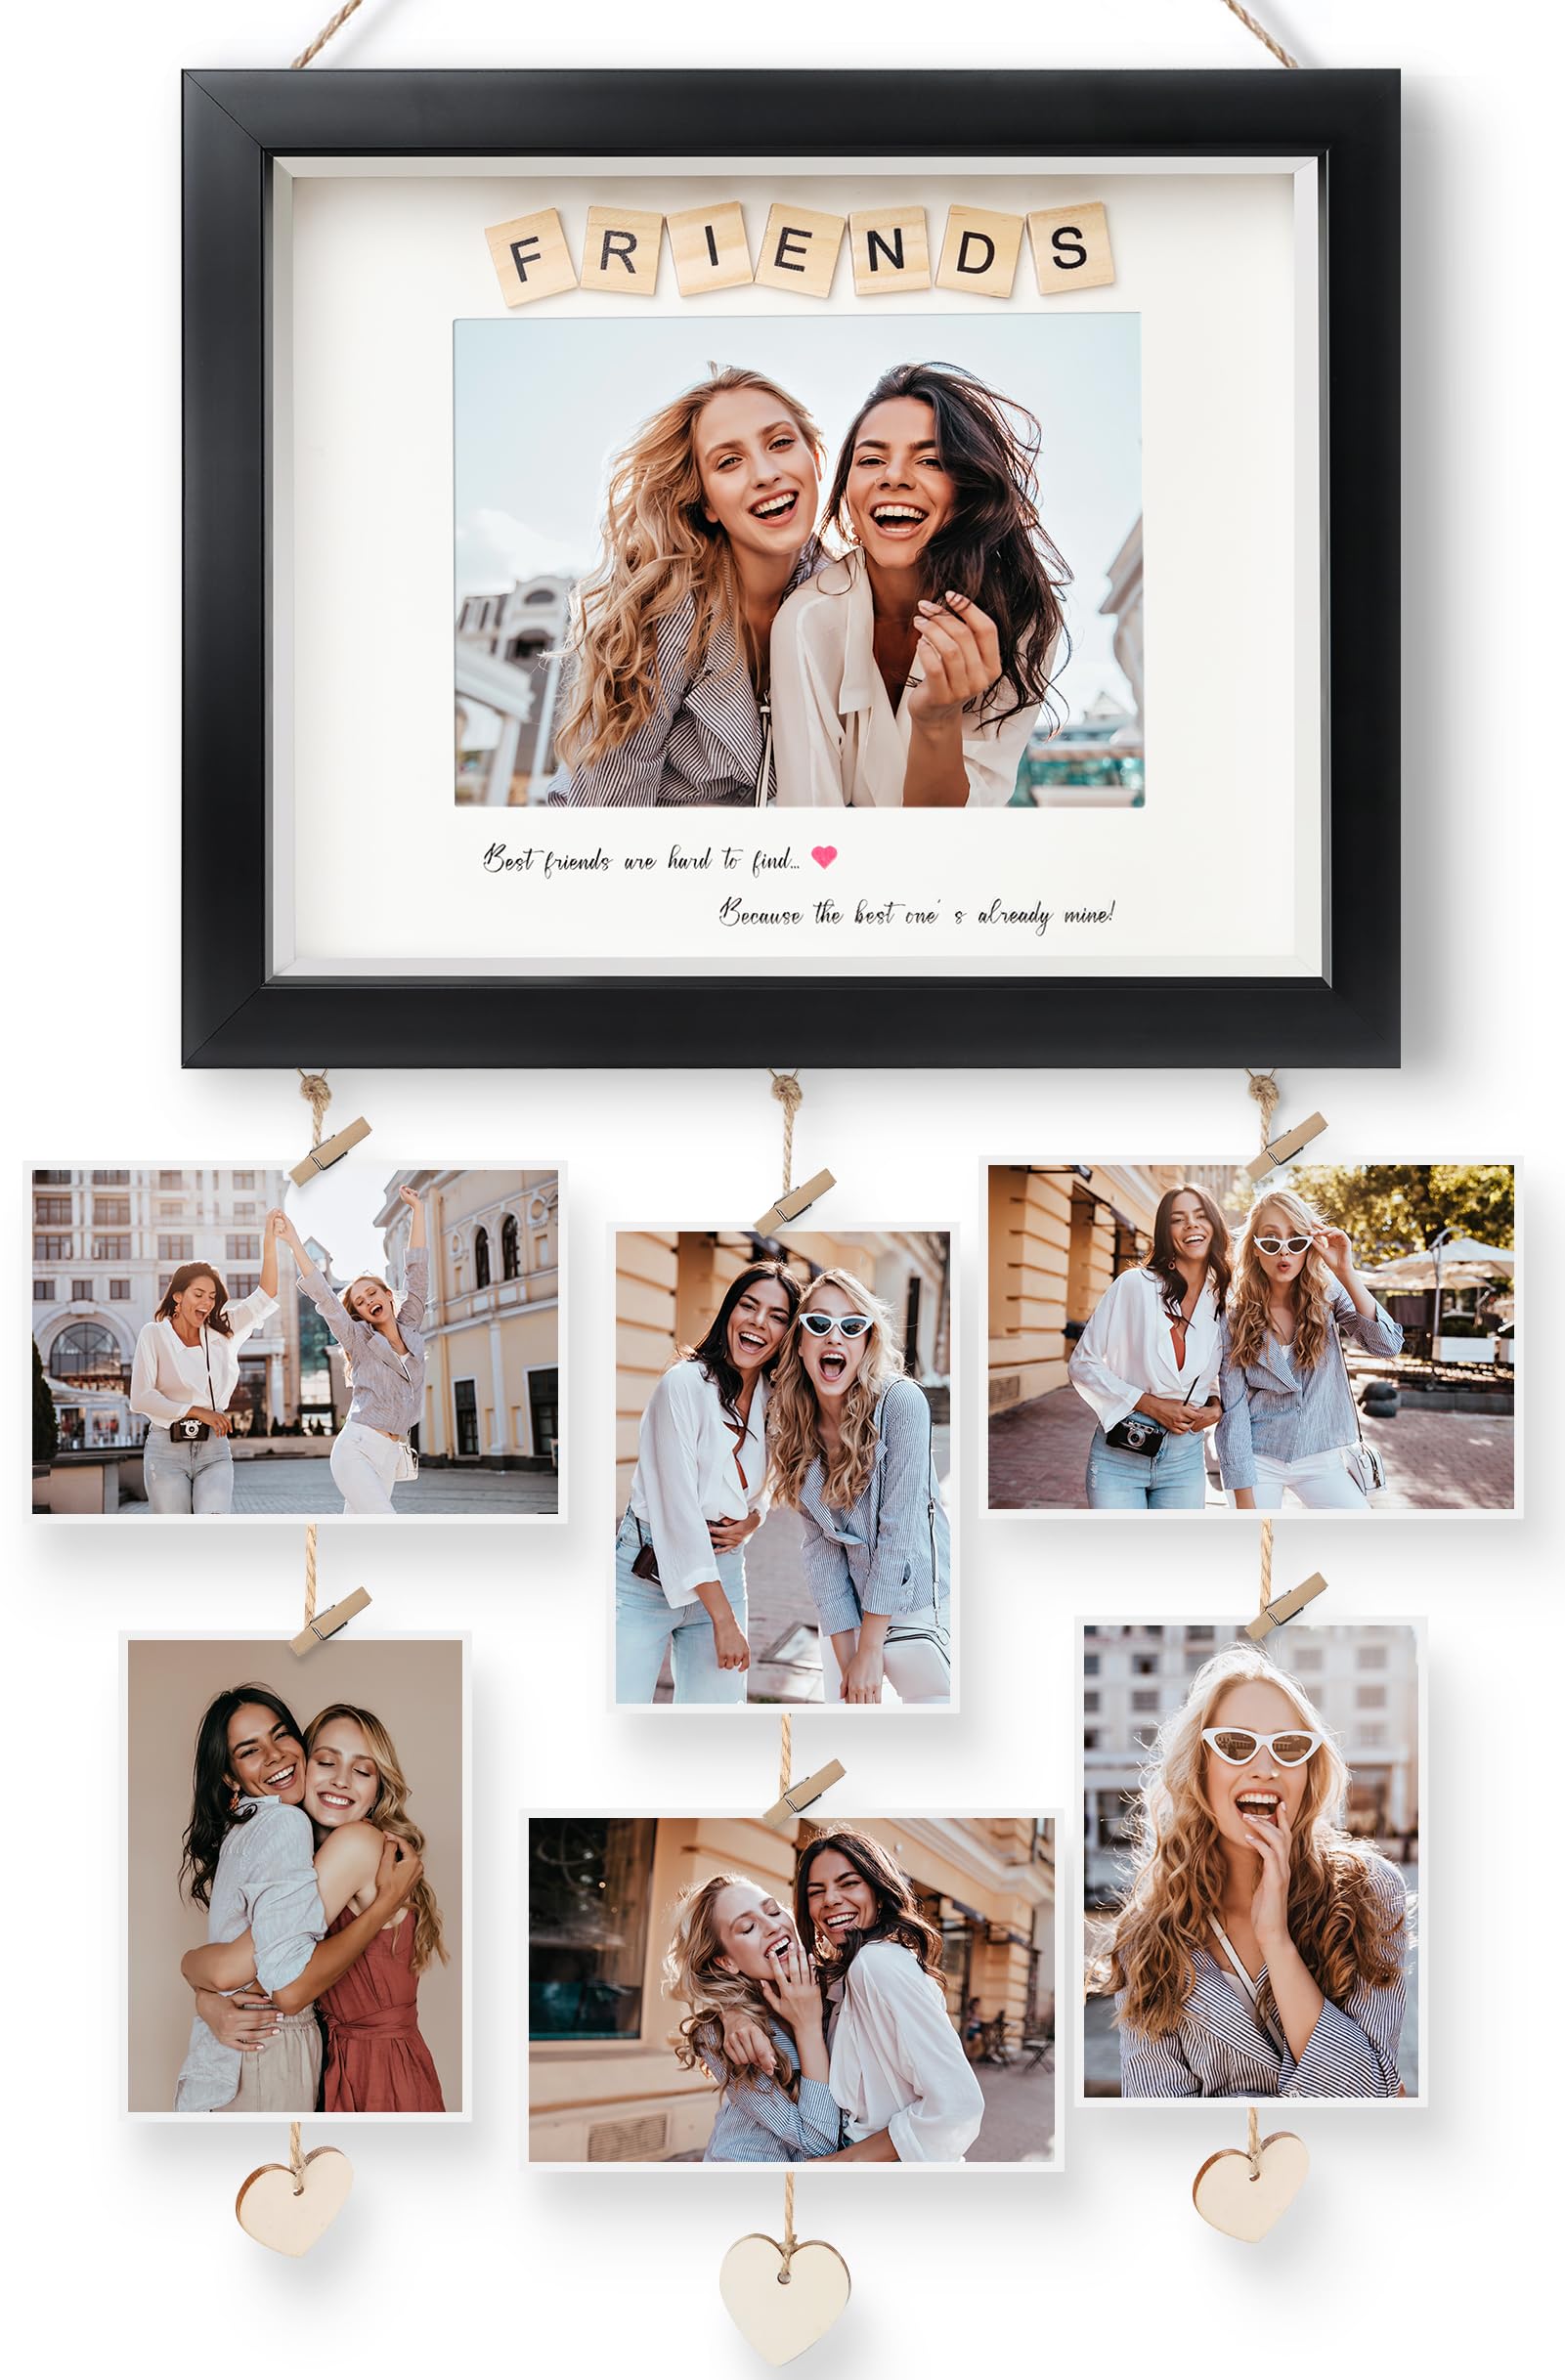 FRIENDS
Best friends are hard to find...
Because the best one's already mine!